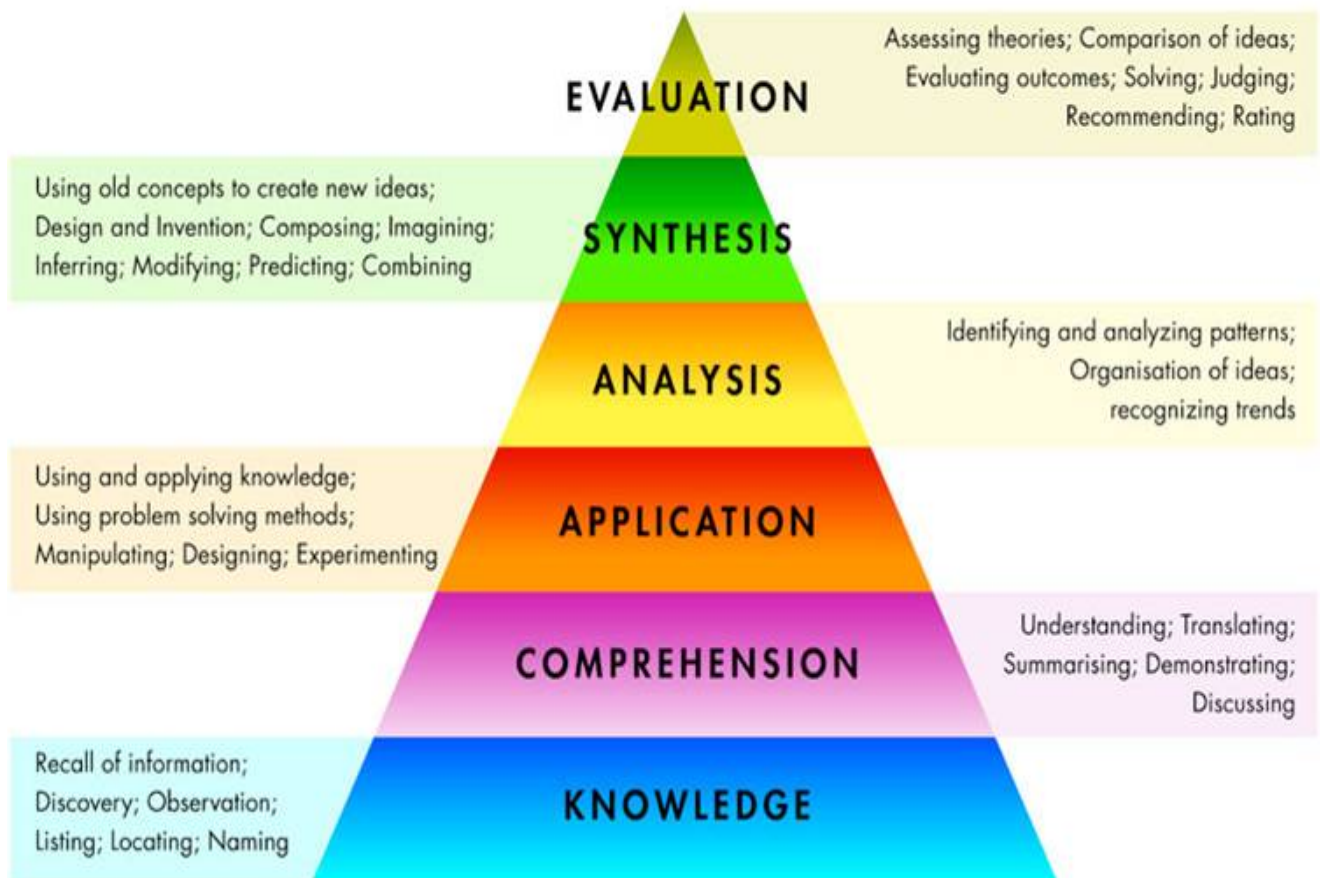 EVALUATION
Assessing theories; Comparison of ideas;
Evaluating outcomes; Solving; Judging;
Recommending; Rating
Using old concepts to create new ideas;
Design and Invention; Composing; Imagining;
Inferring; Modifying; Predicting; Combining
SYNTHESIS
ANALYSIS
Identifying and analyzing patterns;
Organisation of ideas;
recognizing trends
Using and applying knowledge;
Using problem solving methods;
Manipulating; Designing; Experimenting
APPLICATION
COMPREHENSION
Understanding; Translating;
Summarising; Demonstrating;
Discussing
Recall of information;
Discovery; Observation;
Listing; Locating; Naming
KNOWLEDGE